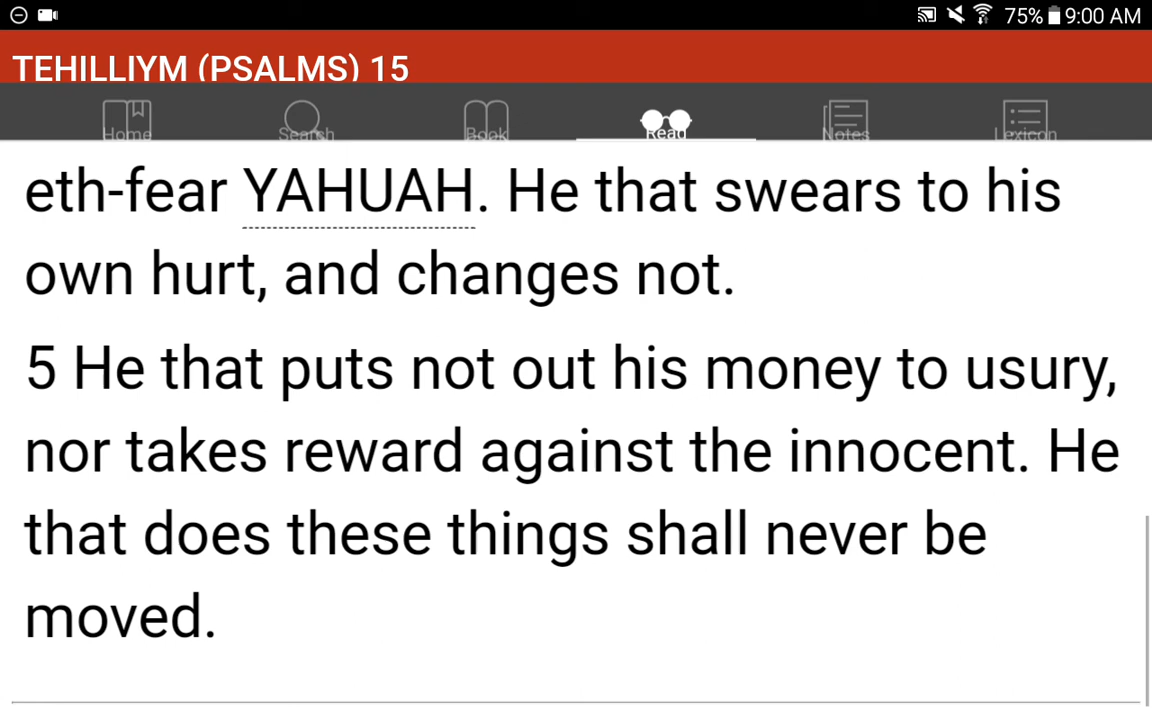 75% 9:00 AM
TEHILLIYM (PSALMS) 15
Home Search Book Read Notes Lexicon
eth-fear YAHUAH. He that swears to his
own hurt, and changes not.
5 He that puts not out his money to usury,
nor takes reward against the innocent. He
that does these things shall never be
moved.